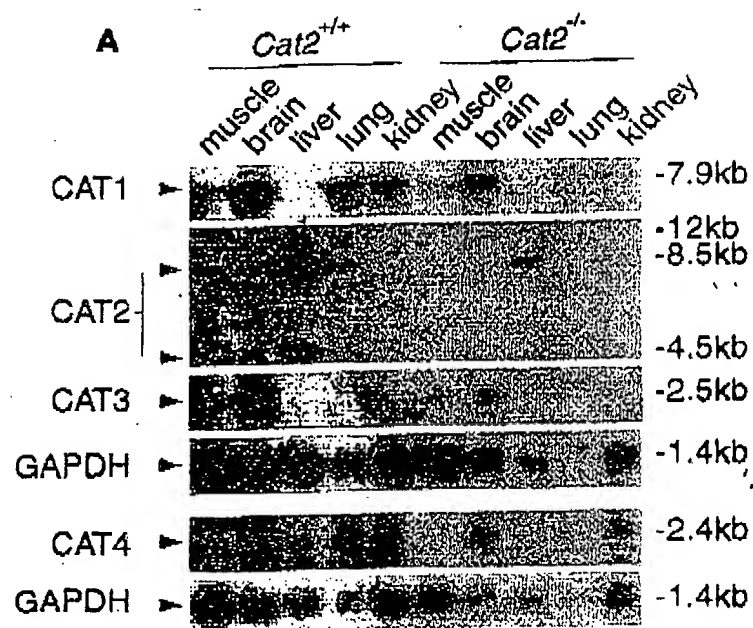 A
Cat2+/+ Cat2-/-
muscle brain liver lung kidney muscle brain liver lung kidney
CAT1 -7.9kb
-12kb
-8.5kb
CAT2
-4.5kb
CAT3 -2.5kb
GAPDH -1.4kb
CAT4 -2.4kb
GAPDH -1.4kb